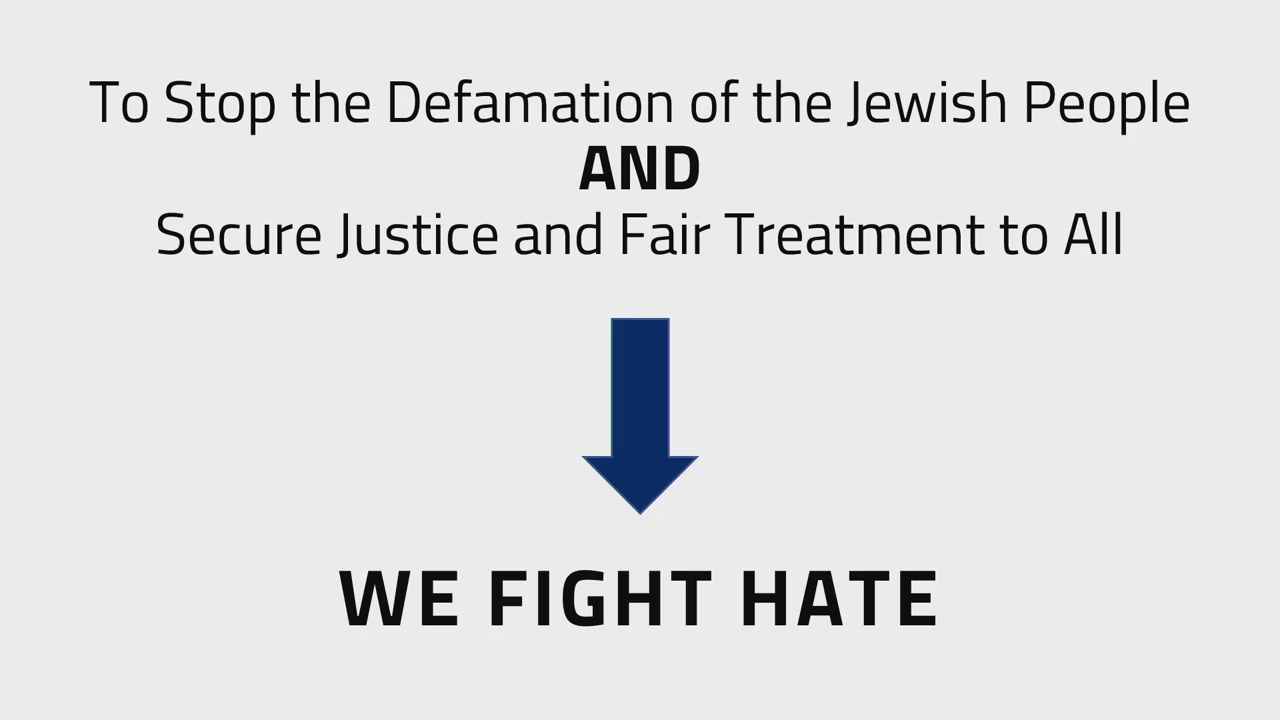 To Stop the Defamation of the Jewish People
AND
Secure Justice and Fair Treatment to All
WE FIGHT HATE